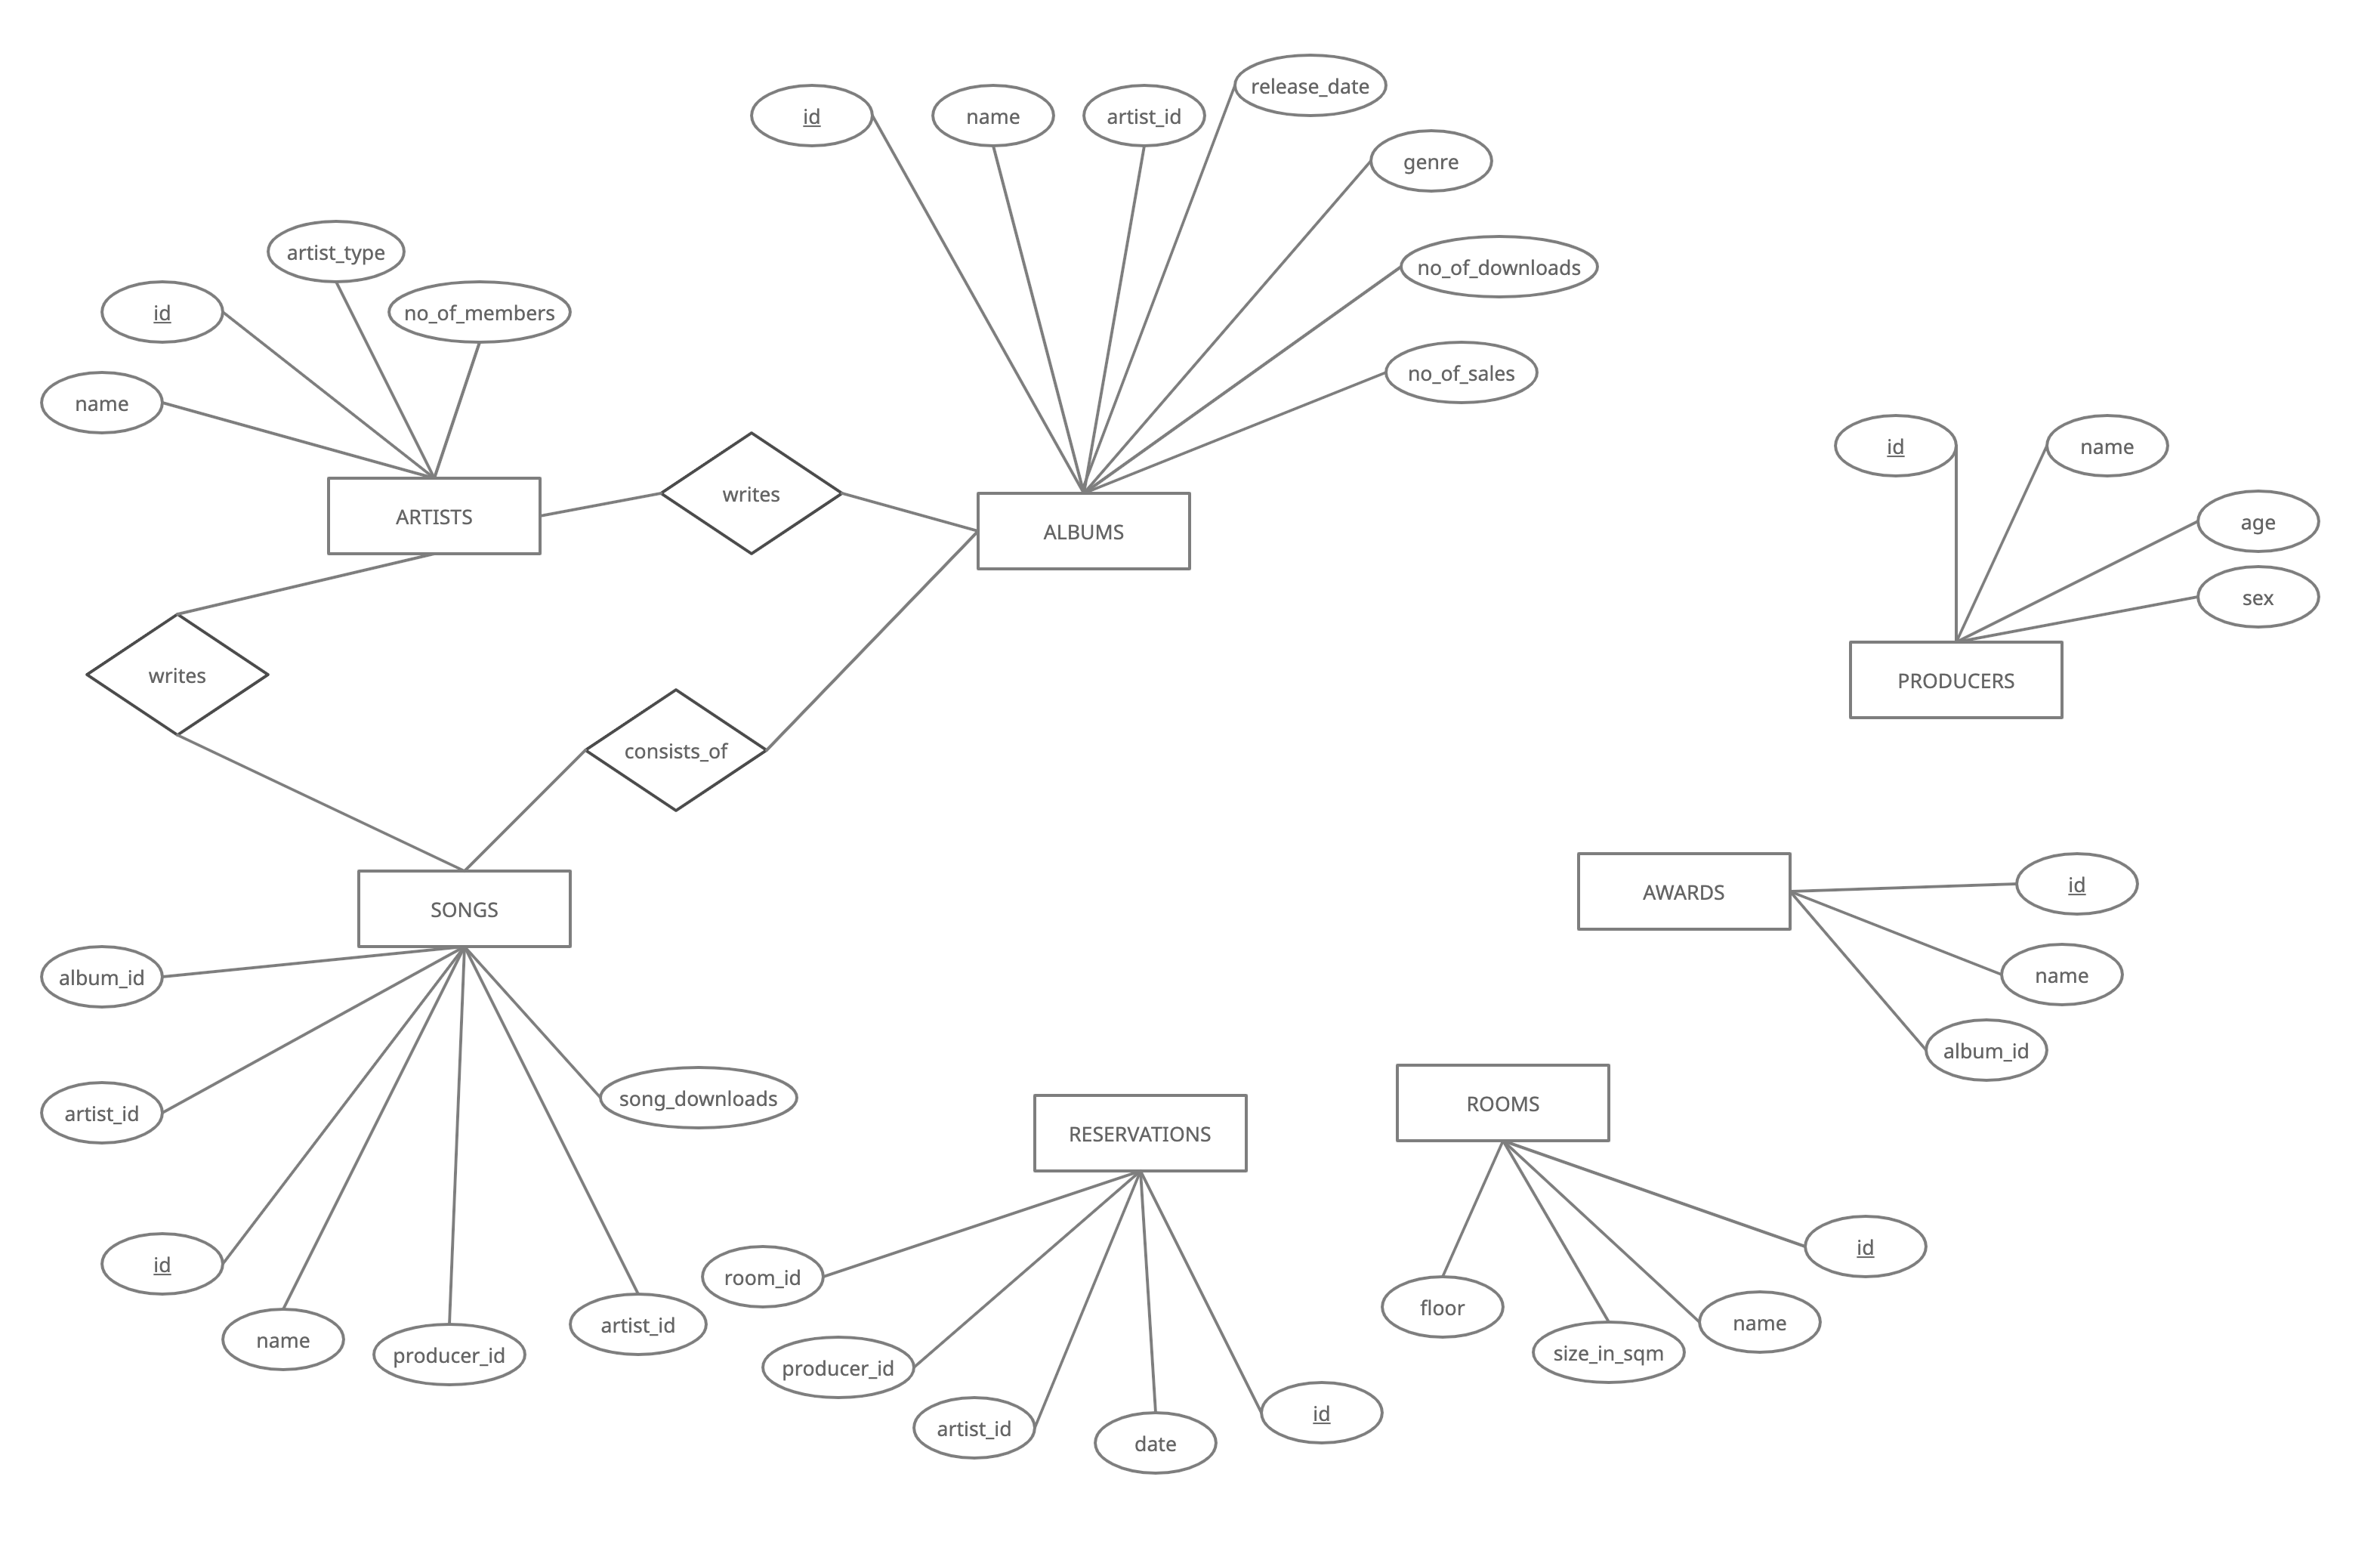 release_date
id
name
artist_id
genre
artist_type
no_of_downloads
id
no_of_members
no_of_sales
name
id
name
writes
ARTISTS
age
ALBUMS
sex
writes
PRODUCERS
consists_of
id
AWARDS
SONGS
album_id
name
album_id
song_downloads
ROOMS
artist_id
RESERVATIONS
id
id
room_id
floor
artist_id
name
name
size_in_sqm
producer_id
producer_id
id
artist_id
date